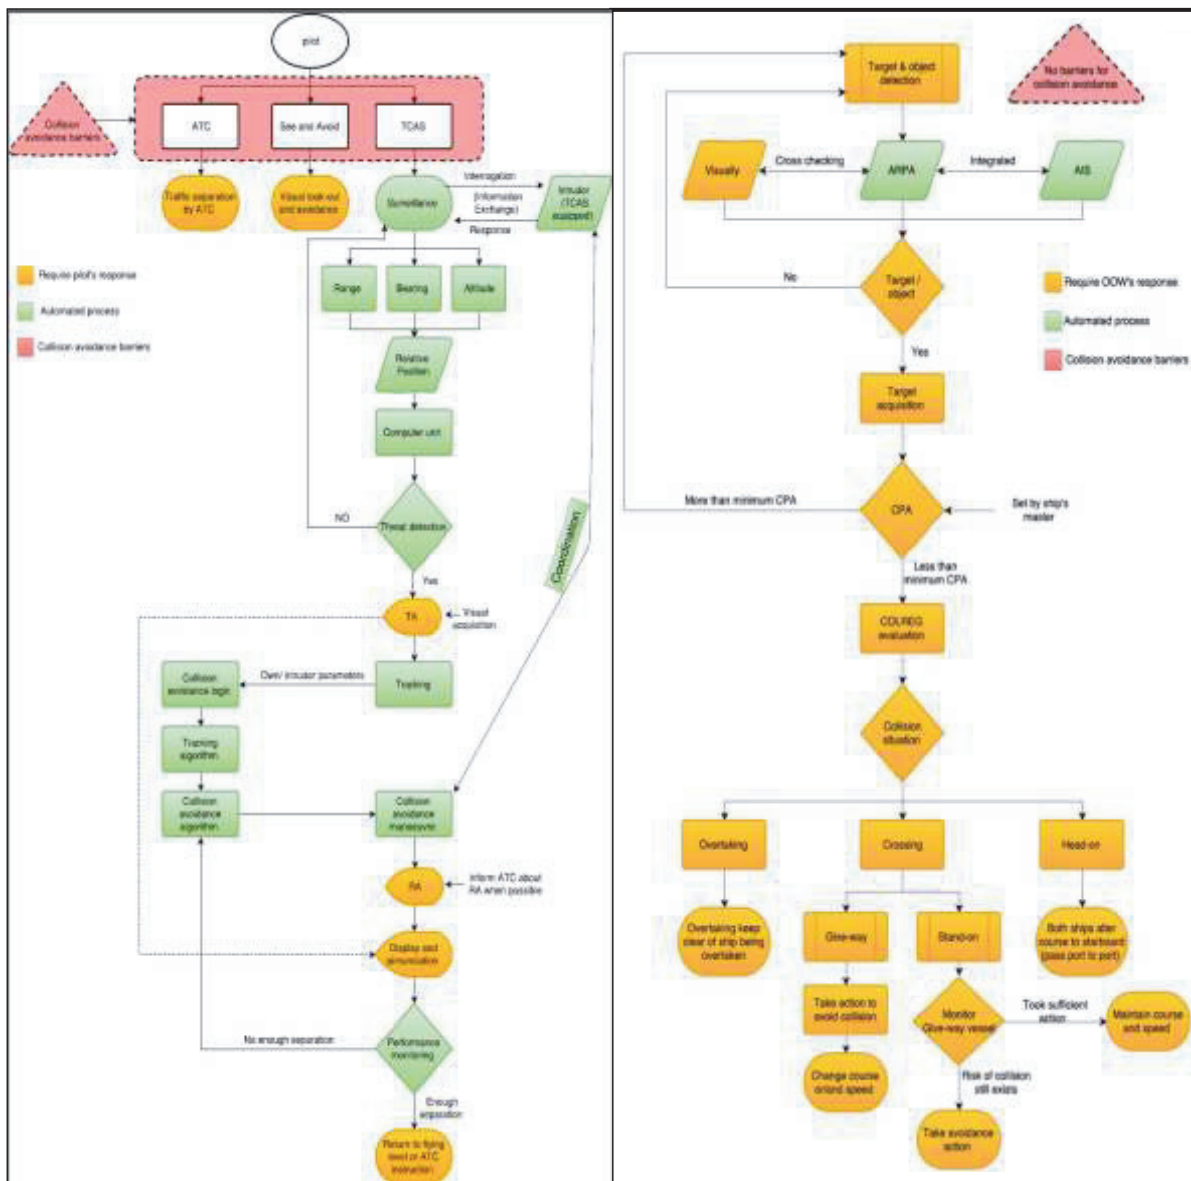 pilot
Collision
avoidance barriers
ATC
See and Avoid
TCAS
Traffic separation
by ATC
Visual look-out
and avoidance
Surveillance
Interrogation
(Information
Exchange)
Response
Intruder
(TCAS
equipped)
Require pilot's response
Automated process
Collision avoidance barriers
Range
Bearing
Altitude
Relative
Position
Computer unit
Threat detection
NO
Yes
Coordination
TA
Visual
acquisition
Tracking
Own/ intruder parameters
Collision
avoidance logic
Training
algorithm
Collision
avoidance
algorithm
Collision
avoidance
manoeuvre
RA
Inform ATC about
RA when possible
Display and
annunciation
Performance
monitoring
No enough separation
Enough
separation
Return to flying
level or ATC
instruction
Target & object
detection
No barriers for
collision avoidance
Visually
Cross checking
ARPA
Integrated
AIS
Target /
object
No
Yes
Require OOW's response
Automated process
Collision avoidance barriers
Target
acquisition
More than minimum CPA
CPA
Set by ship's
master
Less than
minimum CPA
COLREG
evaluation
Collision
situation
Overtaking
Crossing
Head-on
Overtaking keep
clear of ship being
overtaken
Give-way
Stand-on
Both ships alter
course to starboard
(pass port to port)
Take action to
avoid collision
Monitor
Give-way vessel
Took sufficient
action
Maintain course
and speed
Change course
or/and speed
Risk of collision
still exists
Take avoidance
action